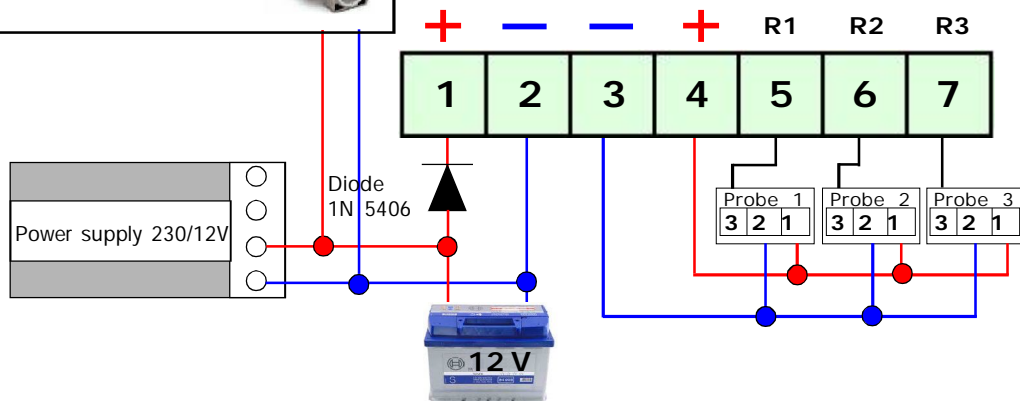 + – – + R1 R2 R3
1 2 3 4 5 6 7
Diode
1N 5406
Power supply 230/12V
Probe 1
3 2 1
Probe 2
3 2 1
Probe 3
3 2 1
12 V
S